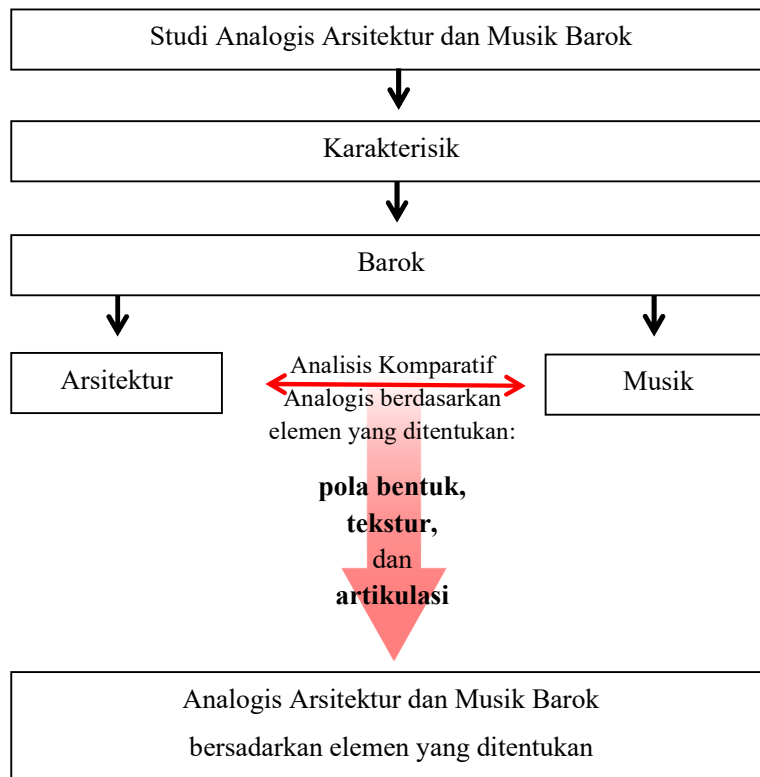 Studi Analogis Arsitektur dan Musik Barok
Karakterisik
Barok
Arsitektur
Analisis Komparatif
Analogis berdasarkan
elemen yang ditentukan:
pola bentuk,
tekstur,
dan
artikulasi
Musik
Analogis Arsitektur dan Musik Barok
bersadarkan elemen yang ditentukan